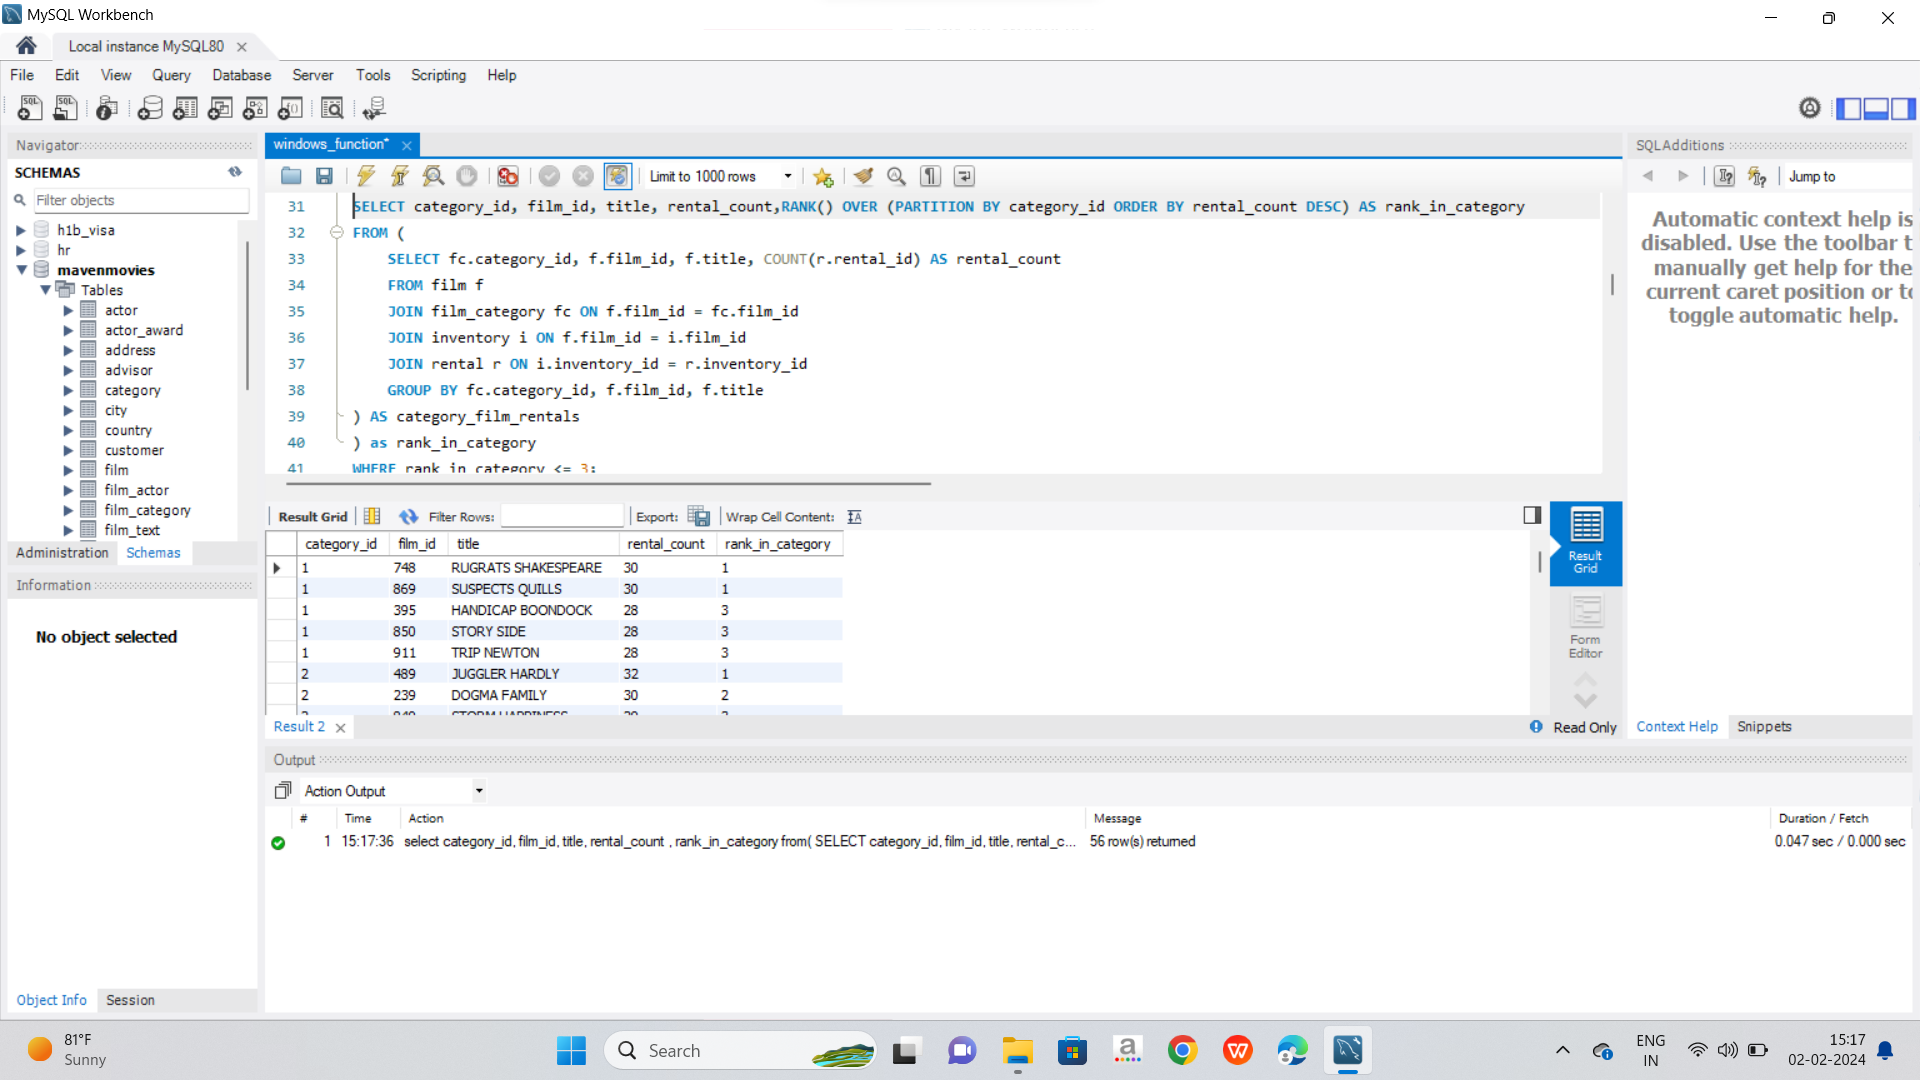 MySQL Workbench
Local instance MySQL80
File Edit View Query Database Server Tools Scripting Help
Navigator
SCHEMAS
Filter objects
h1b_visa
hr
mavenmovies
Tables
actor
actor_award
address
advisor
category
city
country
customer
film
film_actor
film_category
film_text
Administration Schemas
Information
No object selected
Object Info Session
windows_function*
Limit to 1000 rows
31 SELECT category_id, film_id, title, rental_count,RANK() OVER (PARTITION BY category_id ORDER BY rental_count DESC) AS rank_in_category
32 FROM (
33 SELECT fc.category_id, f.film_id, f.title, COUNT(r.rental_id) AS rental_count
34 FROM film f
35 JOIN film_category fc ON f.film_id = fc.film_id
36 JOIN inventory i ON f.film_id = i.film_id
37 JOIN rental r ON i.inventory_id = r.inventory_id
38 GROUP BY fc.category_id, f.film_id, f.title
39 ) AS category_film_rentals
40 ) as rank_in_category
41 WHERE rank_in_category <= 3;
Result Grid Filter Rows: Export: Wrap Cell Content:
category_id film_id title rental_count rank_in_category
1 748 RUGRATS SHAKESPEARE 30 1
1 869 SUSPECTS QUILLS 30 1
1 395 HANDICAP BOONDOCK 28 3
1 850 STORY SIDE 28 3
1 911 TRIP NEWTON 28 3
2 489 JUGGLER HARDLY 32 1
2 239 DOGMA FAMILY 30 2
Result Grid
Form Editor
Result 2
Read Only
SQLAdditions
Jump to
Automatic context help is
disabled. Use the toolbar t
manually get help for the
current caret position or to
toggle automatic help.
Context Help Snippets
Output
Action Output
# Time Action Message Duration / Fetch
1 15:17:36 select category_id, film_id, title, rental_count , rank_in_category from( SELECT category_id, film_id, title, rental_c... 56 row(s) returned 0.047 sec / 0.000 sec
81°F
Sunny
Search
ENG
IN
15:17
02-02-2024